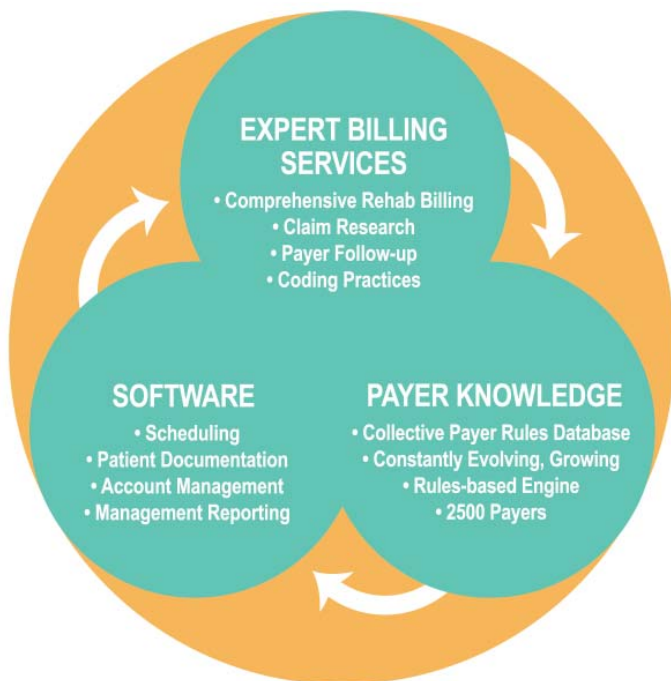 EXPERT BILLING
SERVICES
• Comprehensive Rehab Billing
• Claim Research
• Payer Follow-up
• Coding Practices
SOFTWARE
• Scheduling
• Patient Documentation
• Account Management
• Management Reporting
PAYER KNOWLEDGE
• Collective Payer Rules Database
• Constantly Evolving, Growing
• Rules-based Engine
• 2500 Payers